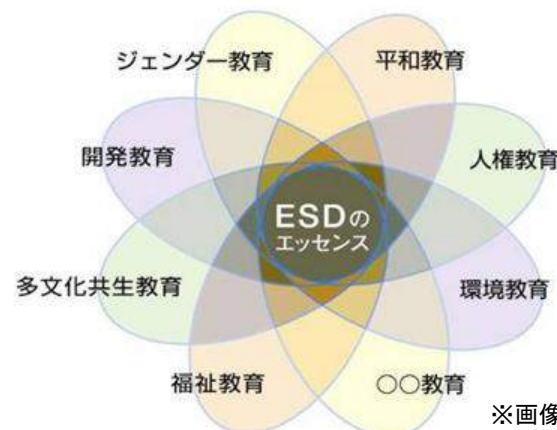 ジェンダー教育
平和教育
開発教育
人権教育
ESDの
エッセンス
多文化共生教育
環境教育
福祉教育
○○教育
※画像